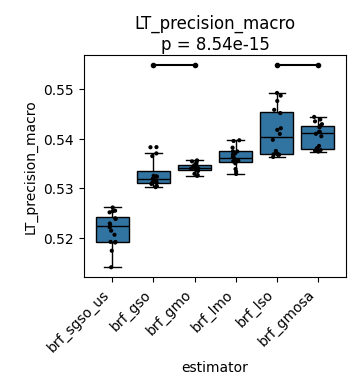 LT_precision_macro
p = 8.54e-15
LT_precision_macro
0.55
0.54
0.53
0.52
brf_sgso_us
brf_gso
brf_gmo
brf_lmo
brf_lso
brf_gmosa
estimator